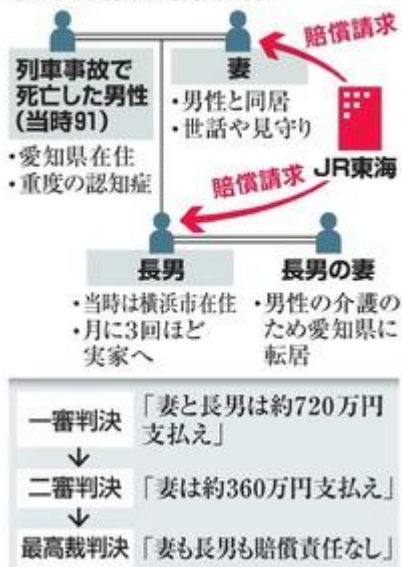 賠償請求
列車事故で
死亡した男性
(当時91)
・愛知県在住
・重度の認知症
妻
・男性と同居
・世話や見守り
JR東海
賠償請求
長男
・当時は横浜市在住
・月に3回ほど
実家へ
長男の妻
・男性の介護の
ため愛知県に
転居
一審判決
「妻と長男は約720万円
支払え」
↓
二審判決
「妻は約360万円支払え」
↓
最高裁判決
「妻も長男も賠償責任なし」